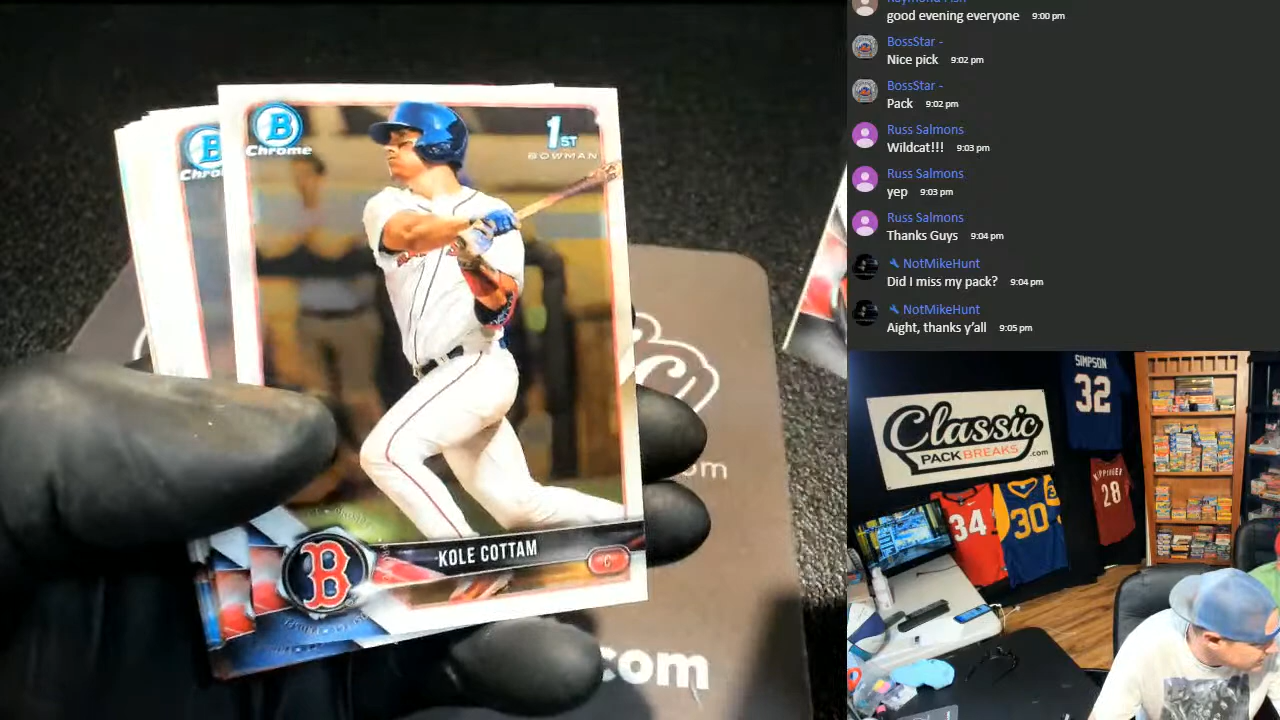 B
Chrome
1ST
BOWMAN
B
KOLE COTTAM
C
om
.com
good evening everyone 9:00 pm
BossStar -
Nice pick 9:02 pm
BossStar -
Pack 9:02 pm
Russ Salmons
Wildcat!!! 9:03 pm
Russ Salmons
yep 9:03 pm
Russ Salmons
Thanks Guys 9:04 pm
NotMikeHunt
Did I miss my pack? 9:04 pm
NotMikeHunt
Aight, thanks y'all 9:05 pm
SIMPSON
32
Classic
PACK BREAKS .com
28
34
30